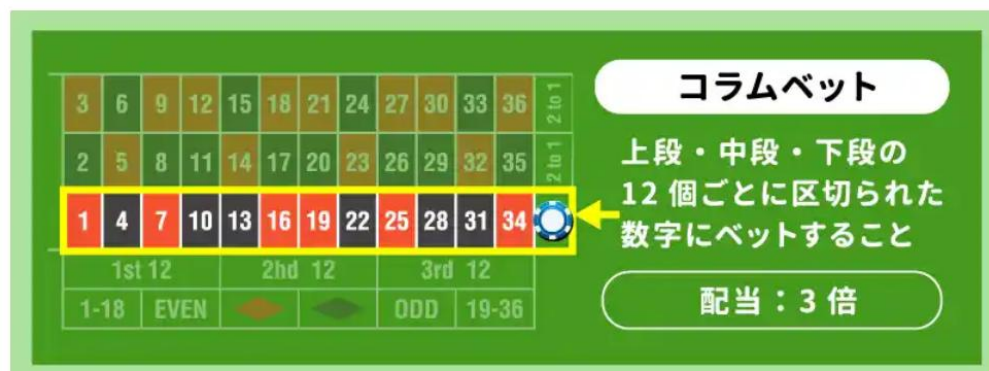 3 6 9 12 15 18 21 24 27 30 33 36 2 to 1
2 5 8 11 14 17 20 23 26 29 32 35 2 to 1
1 4 7 10 13 16 19 22 25 28 31 34
1st 12 2hd 12 3rd 12
1-18 EVEN ODD 19-36
コラムベット
上段・中段・下段の
12個ごとに区切られた
数字にベットすること
配当：3倍